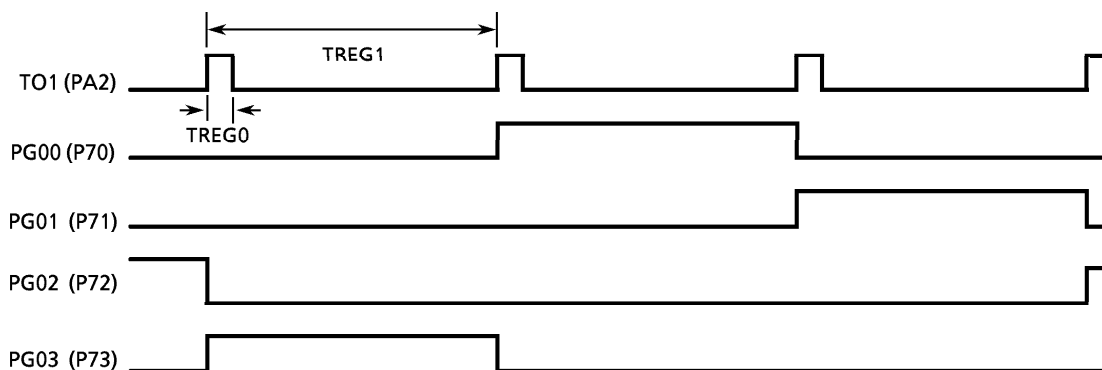 TREG1
TO1 (PA2)
TREG0
PG00 (P70)
PG01 (P71)
PG02 (P72)
PG03 (P73)